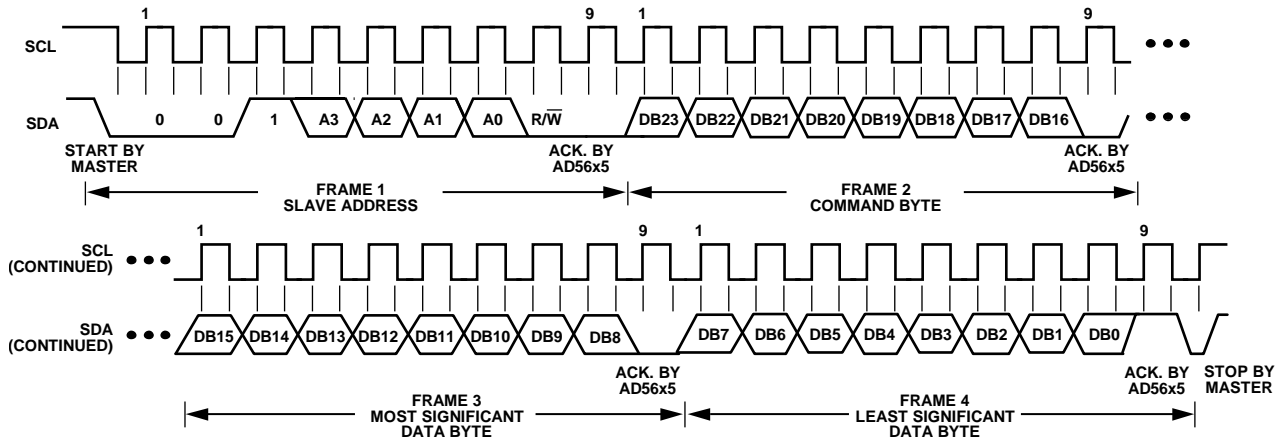 1 9 1 9
SCL
SDA
0 0 1 A3 A2 A1 A0 R/W̅ DB23 DB22 DB21 DB20 DB19 DB18 DB17 DB16
START BY
MASTER
ACK. BY
AD56x5
ACK. BY
AD56x5
FRAME 1
SLAVE ADDRESS
FRAME 2
COMMAND BYTE
1 9 1 9
SCL
(CONTINUED)
SDA
(CONTINUED)
DB15 DB14 DB13 DB12 DB11 DB10 DB9 DB8 DB7 DB6 DB5 DB4 DB3 DB2 DB1 DB0
ACK. BY
AD56x5
ACK. BY
AD56x5
STOP BY
MASTER
FRAME 3
MOST SIGNIFICANT
DATA BYTE
FRAME 4
LEAST SIGNIFICANT
DATA BYTE